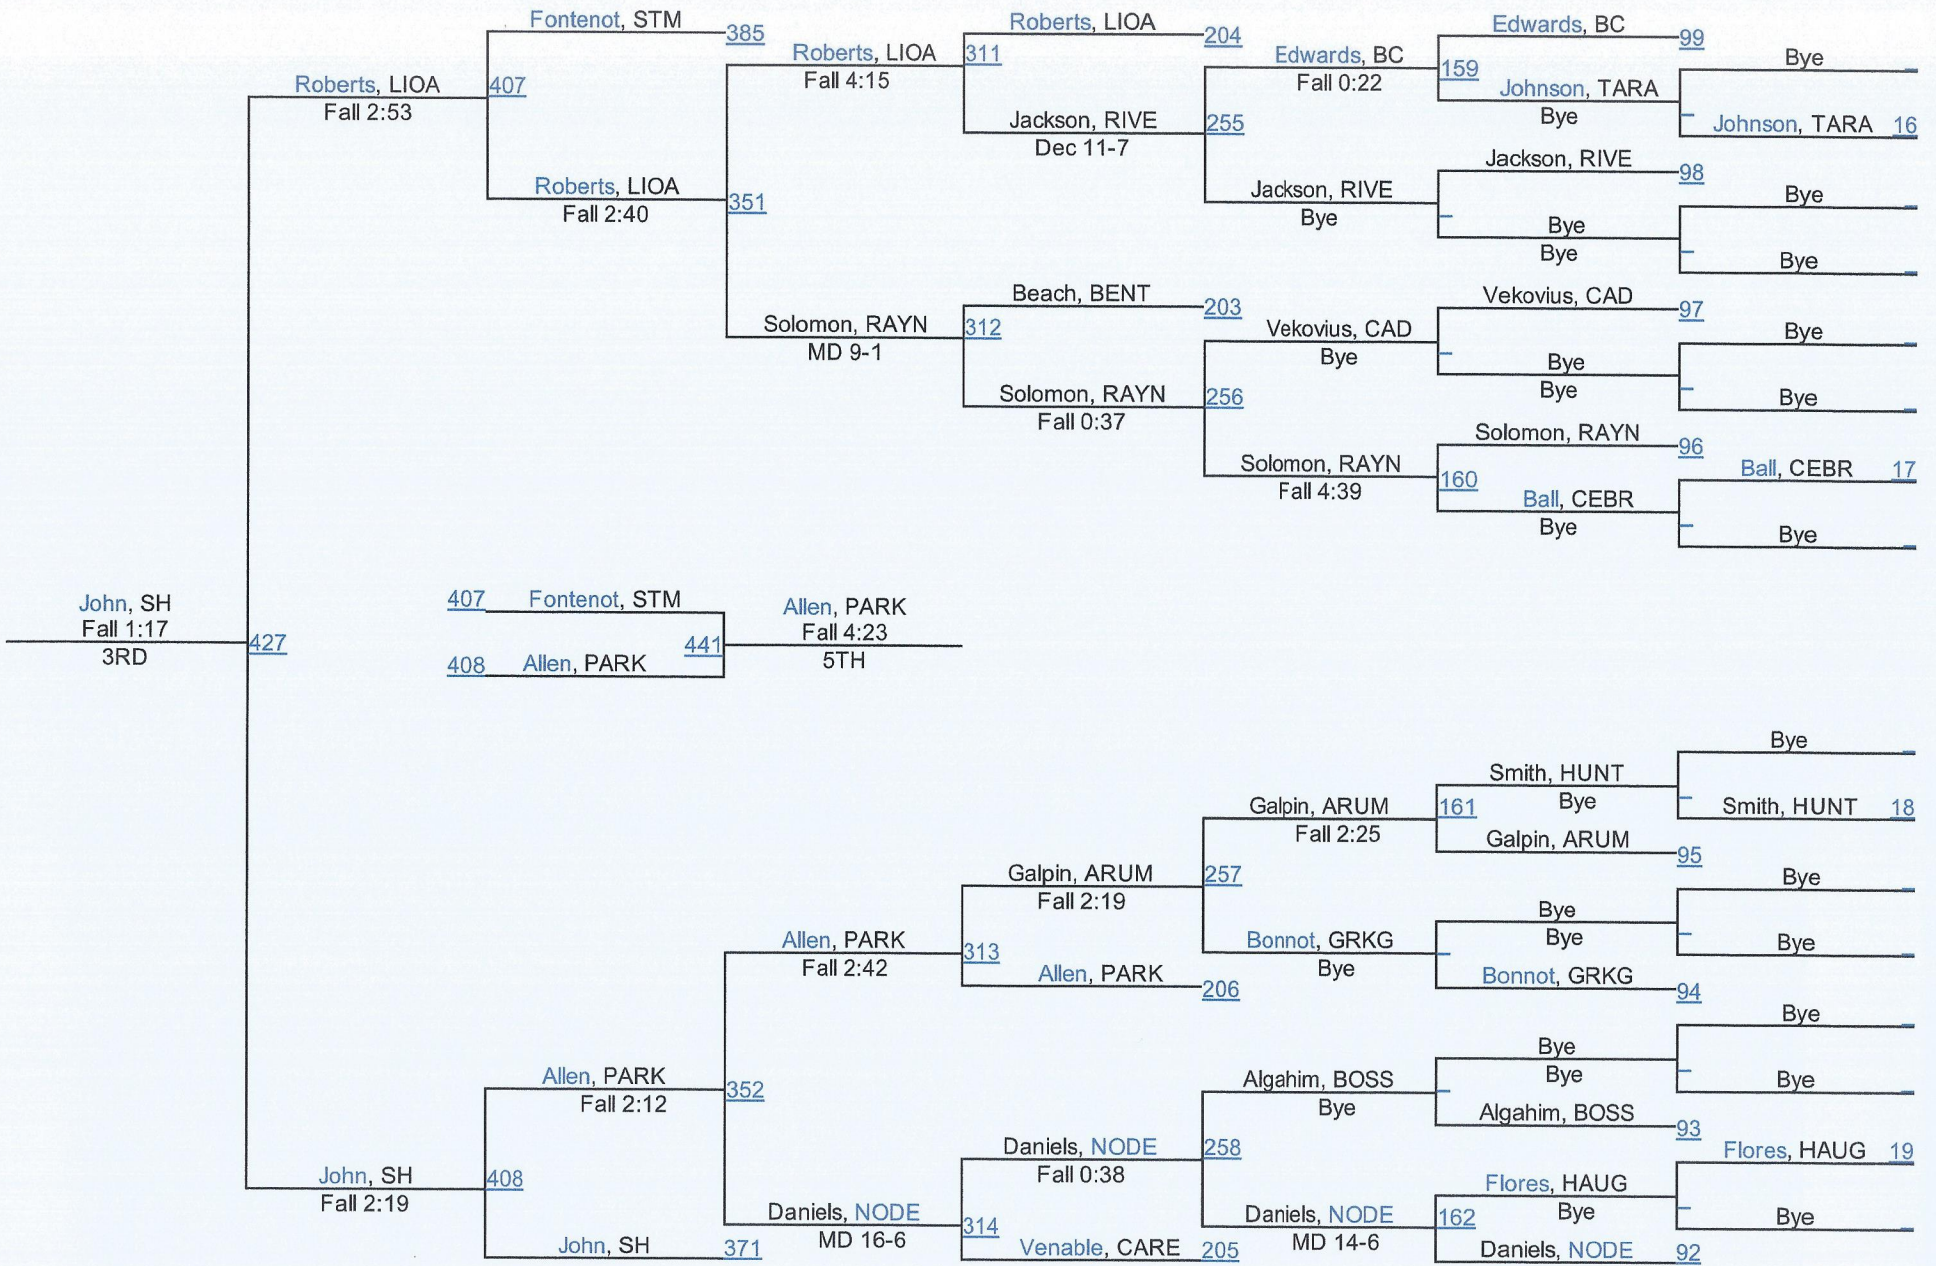 Fontenot, STM
385
Roberts, LIOA
Fall 2:53
407
Roberts, LIOA
Fall 2:40
Roberts, LIOA
Fall 4:15
351
Solomon, RAYN
MD 9-1
Roberts, LIOA
204
311
Jackson, RIVE
Dec 11-7
Beach, BENT
203
312
Solomon, RAYN
Fall 0:37
Edwards, BC
Fall 0:22
255
Jackson, RIVE
Bye
Vekovius, CAD
Bye
256
Solomon, RAYN
Fall 4:39
Edwards, BC
99
159
Johnson, TARA
Bye
Jackson, RIVE
98
Bye
Bye
Vekovius, CAD
97
Bye
Bye
Solomon, RAYN
96
160
Ball, CEBR
Bye
Bye
Johnson, TARA 16
Bye
Bye
Bye
Bye
Ball, CEBR 17
Bye
John, SH
Fall 1:17
3RD
427
407 Fontenot, STM
408 Allen, PARK
441
Allen, PARK
Fall 4:23
5TH
John, SH
Fall 2:19
408
Allen, PARK
Fall 2:12
John, SH
371
352
Allen, PARK
Fall 2:42
Daniels, NODE
MD 16-6
313
Galpin, ARUM
Fall 2:19
Allen, PARK
206
314
Daniels, NODE
Fall 0:38
Venable, CARE
205
257
Galpin, ARUM
Fall 2:25
Bonnot, GRKG
Bye
258
Algahim, BOSS
Bye
Daniels, NODE
MD 14-6
161
Smith, HUNT
Bye
Galpin, ARUM
95
Bye
Bye
Bonnot, GRKG
94
Bye
Bye
Algahim, BOSS
93
162
Flores, HAUG
Bye
Daniels, NODE
92
Bye
Smith, HUNT 18
Bye
Bye
Bye
Bye
Flores, HAUG 19
Bye